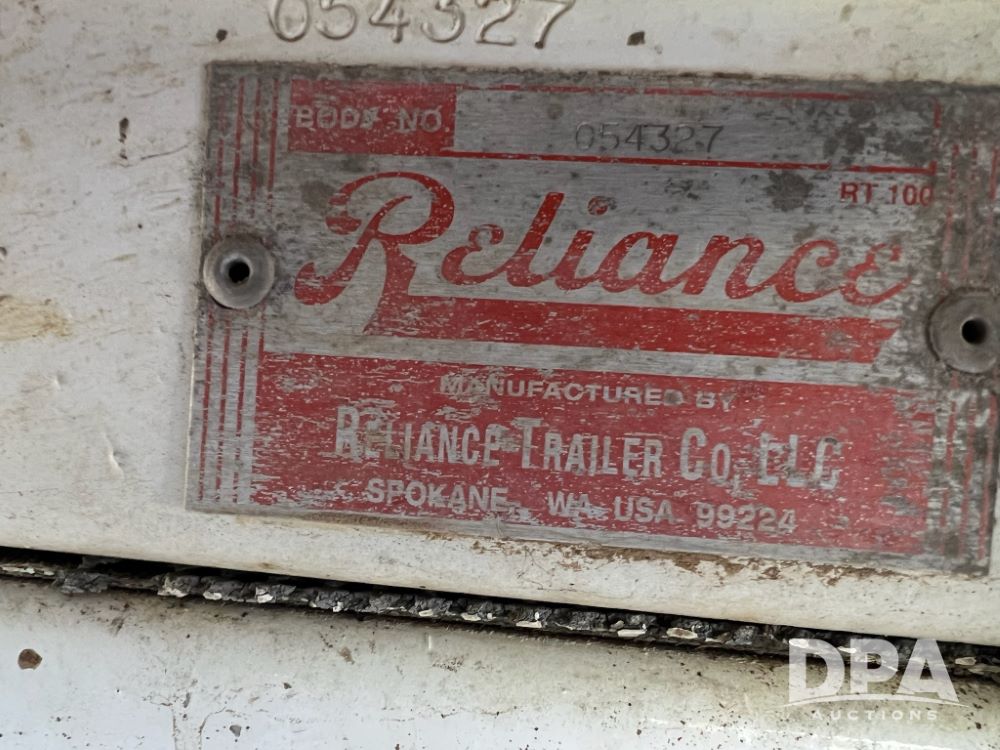 054327
BODY NO. 054327
RT 100
Reliance
MANUFACTURED BY
RELIANCE TRAILER CO, LLC
SPOKANE, WA USA 99224
DPA
AUCTIONS